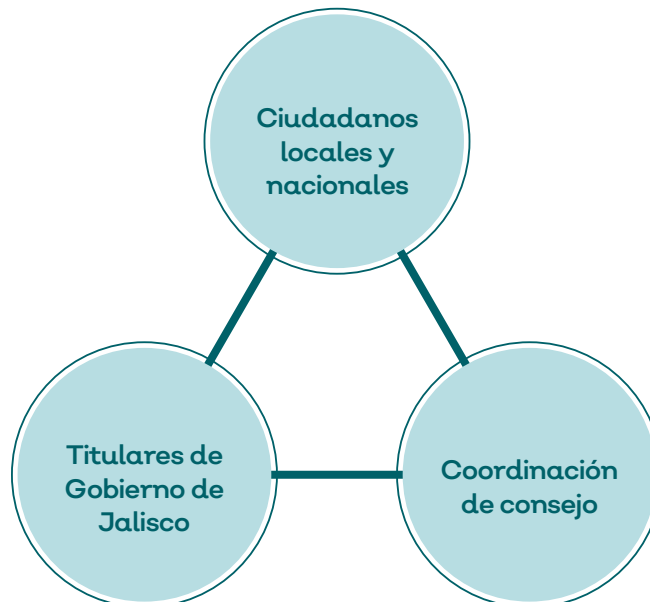 Ciudadanos
locales y
nacionales
Titulares de
Gobierno de
Jalisco
Coordinación
de consejo